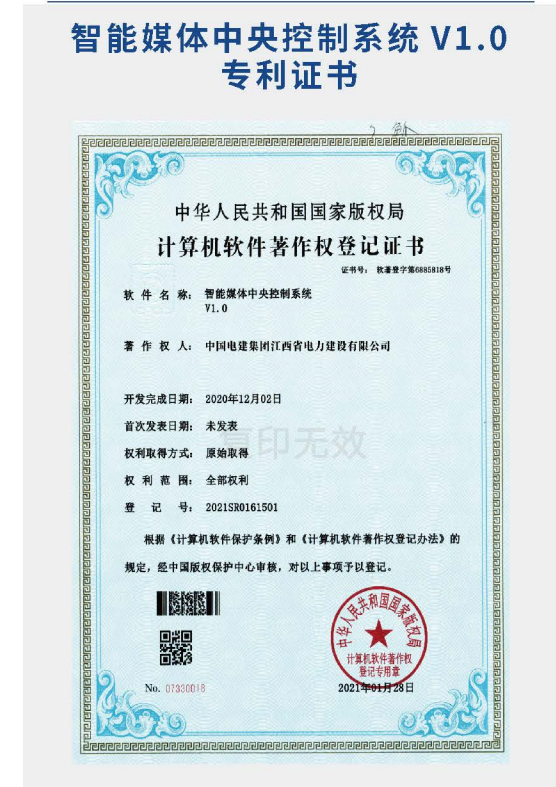 智能媒体中央控制系统 V1.0
专利证书
中华人民共和国国家版权局
计算机软件著作权登记证书
证书号： 软著登字第6885818号
软件名称： 智能媒体中央控制系统
V1.0
著作权人： 中国电建集团江西省电力建设有限公司
开发完成日期： 2020年12月02日
首次发表日期： 未发表
权利取得方式： 原始取得
复印无效
权利范围： 全部权利
登记号： 2021SR0161501
根据《计算机软件保护条例》和《计算机软件著作权登记办法》的
规定，经中国版权保护中心审核，对以上事项予以登记。
中华人民共和国国家版权局
计算机软件著作权
登记专用章
No. 07330018
2021年01月28日